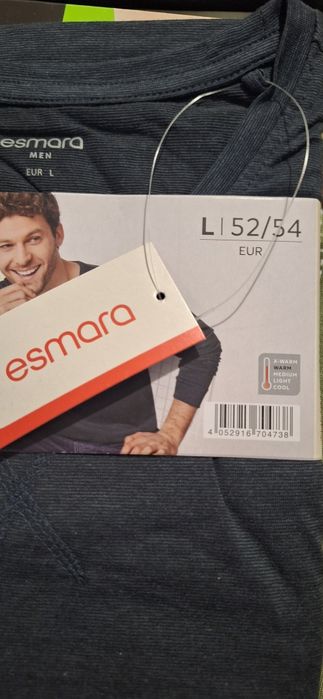 esmara
MEN
EUR L
L | 52/54
EUR
esmara
X-WARM
WARM
MEDIUM
LIGHT
COOL
4 052916 704738